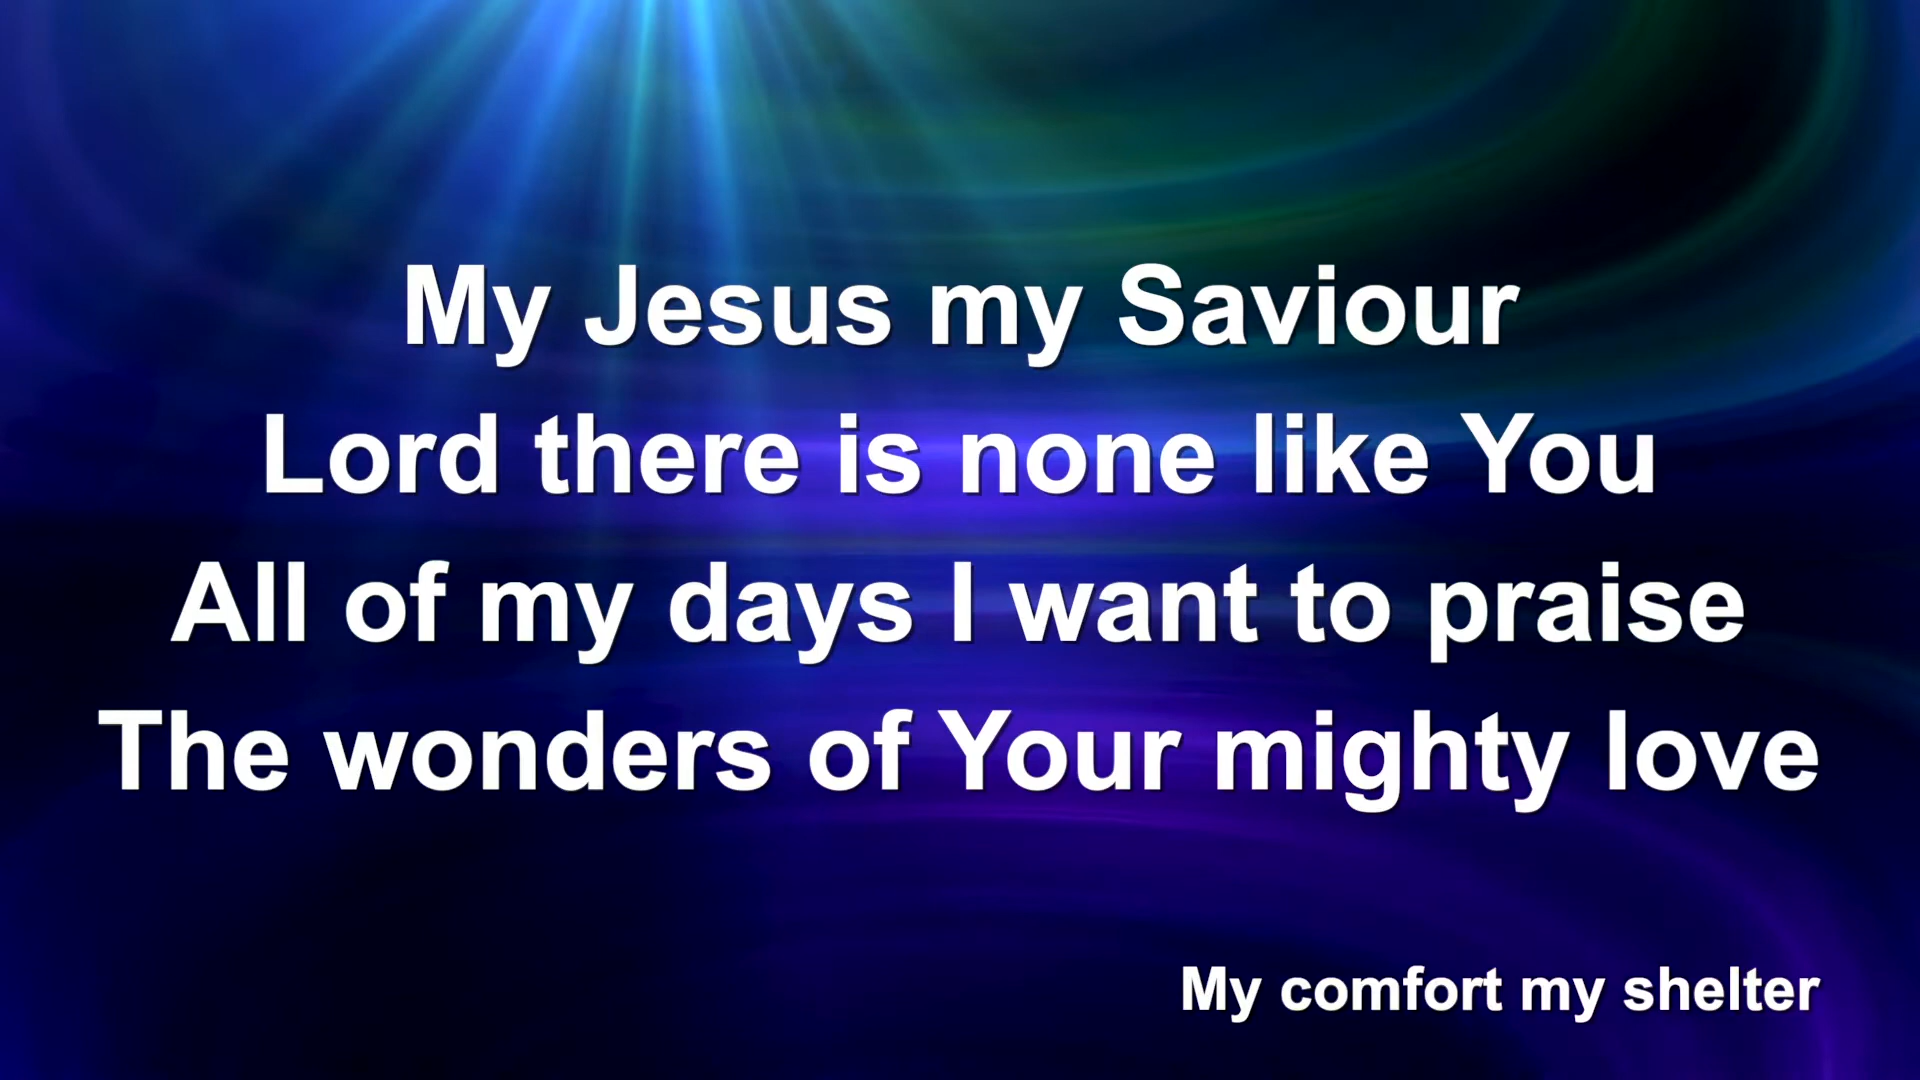 My Jesus my Saviour
Lord there is none like You
All of my days I want to praise
The wonders of Your mighty love
My comfort my shelter